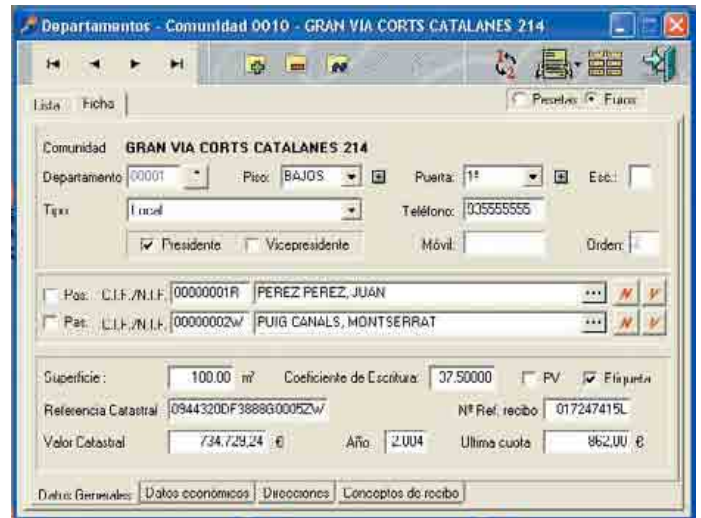 Departamentos - Comunidad 0010 - GRAN VIA CORTS CATALANES 214
Lista Ficha Pesetas Euros
Comunidad GRAN VIA CORTS CATALANES 214
Departamento 00001 Piso: BAJOS Puerta: 1ª Esc.:
Tipo: Local Teléfono: 935555555
Presidente Vicepresidente Móvil: Orden:
Pas. C.I.F./N.I.F. 00000001R PEREZ PEREZ, JUAN ... N V
Pas. C.I.F./N.I.F. 00000002W PUIG CANALS, MONTSERRAT ... N V
Superficie: 100.00 m² Coeficiente de Escritura: 37.50000 PV Etiqueta
Referencia Catastral 0944320DF3888G0005ZW Nº Ref. recibo 017247415L
Valor Catastral 734.729,24 € Año 2.004 Ultima cuota 862,00 €
Datos Generales Datos económicos Direcciones Conceptos de recibo